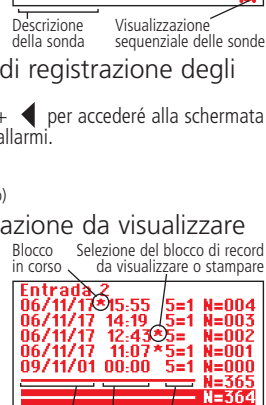 Descrizione Visualizzazione
della sonda sequenziale delle sonde
di registrazione degli
+ per accederé alla schermata
allarmi.
o)
azione da visualizzare
Blocco Selezione del blocco di record
in corso da visualizzare o stampare
Entrada 2
06/11/17*15:55 5=1 N=004
06/11/17 14:19 5=1 N=003
06/11/17 12:43*5= N=002
06/11/17 11:07*5=1 N=001
09/11/01 00:00 5=1 N=000
N=365
N=364